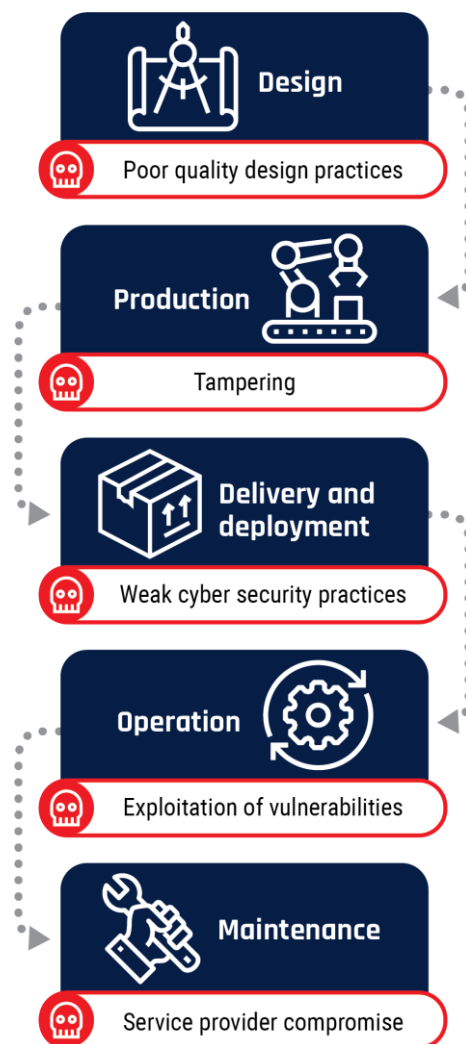 Design
Poor quality design practices
Production
Tampering
Delivery and
deployment
Weak cyber security practices
Operation
Exploitation of vulnerabilities
Maintenance
Service provider compromise